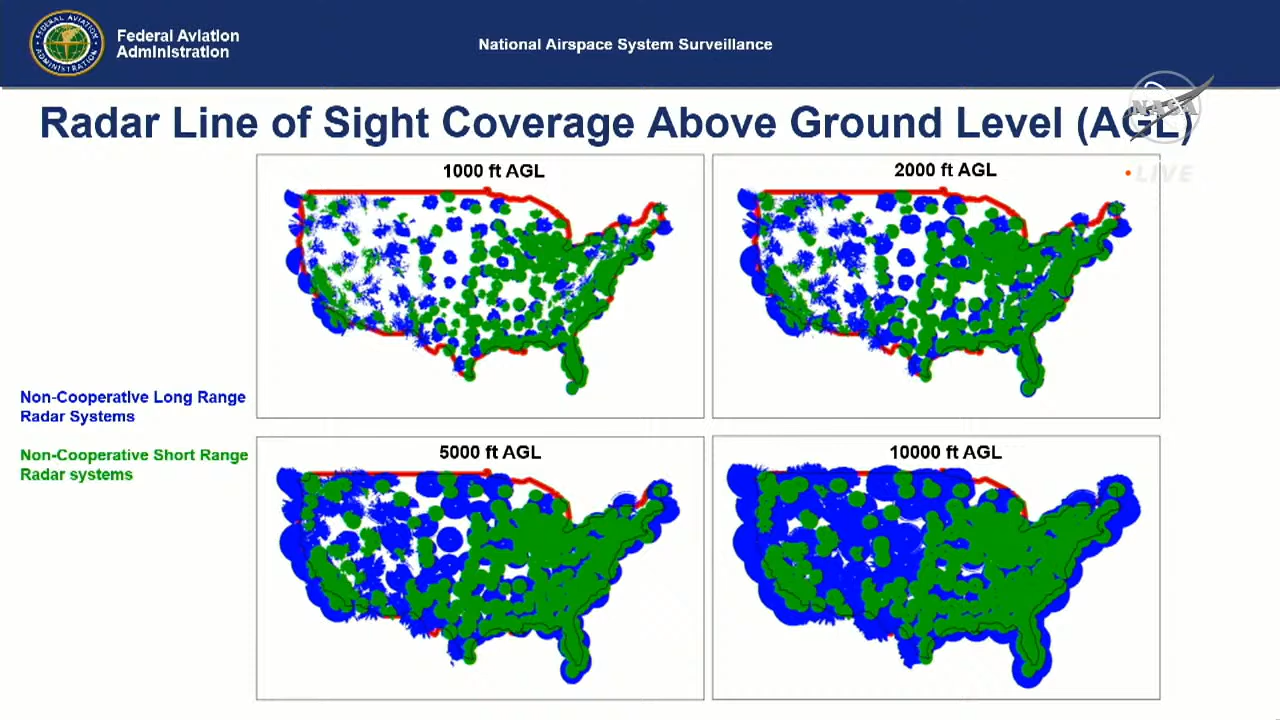 Federal Aviation
Administration
National Airspace System Surveillance
NASA
Radar Line of Sight Coverage Above Ground Level (AGL)
LIVE
1000 ft AGL
2000 ft AGL
Non-Cooperative Long Range
Radar Systems
Non-Cooperative Short Range
Radar systems
5000 ft AGL
10000 ft AGL